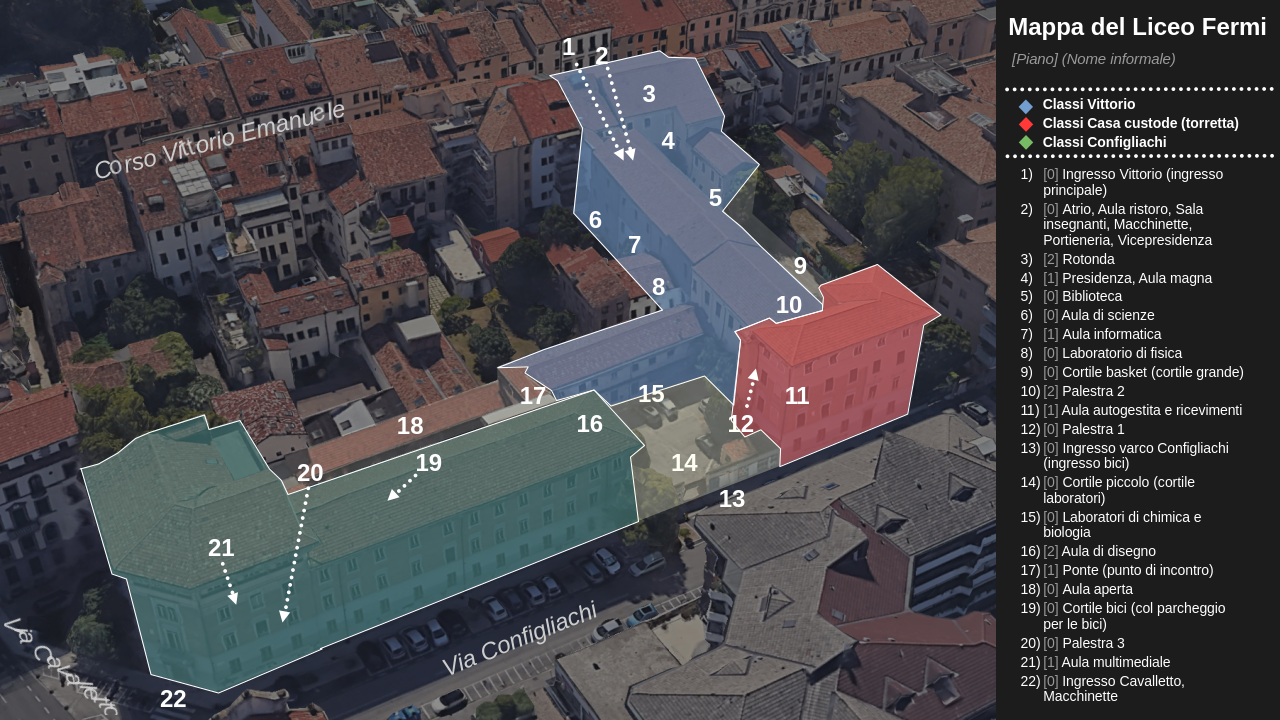 Mappa del Liceo Fermi
[Piano] (Nome informale)
Classi Vittorio
Classi Casa custode (torretta)
Classi Configliachi
1) [0] Ingresso Vittorio (ingresso
principale)
2) [0] Atrio, Aula ristoro, Sala
insegnanti, Macchinette,
Portieneria, Vicepresidenza
3) [2] Rotonda
4) [1] Presidenza, Aula magna
5) [0] Biblioteca
6) [0] Aula di scienze
7) [1] Aula informatica
8) [0] Laboratorio di fisica
9) [0] Cortile basket (cortile grande)
10) [2] Palestra 2
11) [1] Aula autogestita e ricevimenti
12) [0] Palestra 1
13) [0] Ingresso varco Configliachi
(ingresso bici)
14) [0] Cortile piccolo (cortile
laboratori)
15) [0] Laboratori di chimica e
biologia
16) [2] Aula di disegno
17) [1] Ponte (punto di incontro)
18) [0] Aula aperta
19) [0] Cortile bici (col parcheggio
per le bici)
20) [0] Palestra 3
21) [1] Aula multimediale
22) [0] Ingresso Cavalletto,
Macchinette
Corso Vittorio Emanuele
Via Configliachi
Via Cavalletto
1
2
3
4
5
6
7
8
9
10
11
12
13
14
15
16
17
18
19
20
21
22